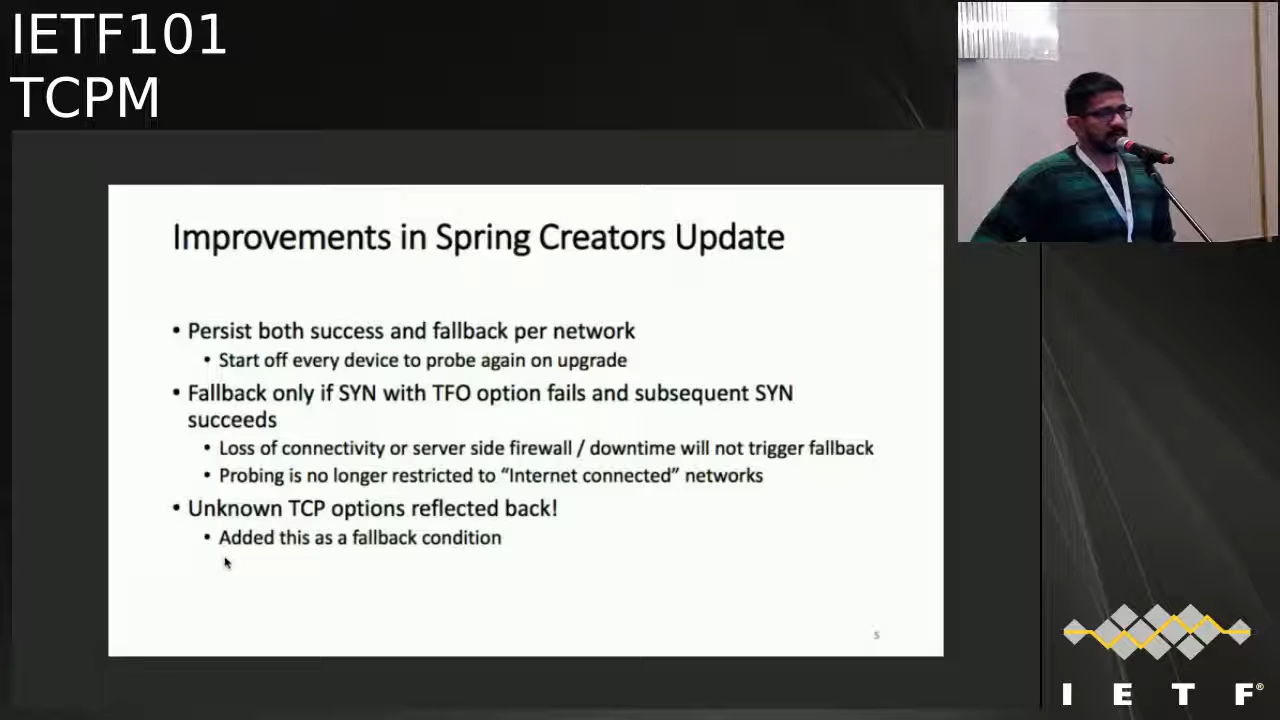 IETF101
TCPM
Improvements in Spring Creators Update
• Persist both success and fallback per network
• Start off every device to probe again on upgrade
• Fallback only if SYN with TFO option fails and subsequent SYN
succeeds
• Loss of connectivity or server side firewall / downtime will not trigger fallback
• Probing is no longer restricted to “Internet connected” networks
• Unknown TCP options reflected back!
• Added this as a fallback condition
5
I E T F®